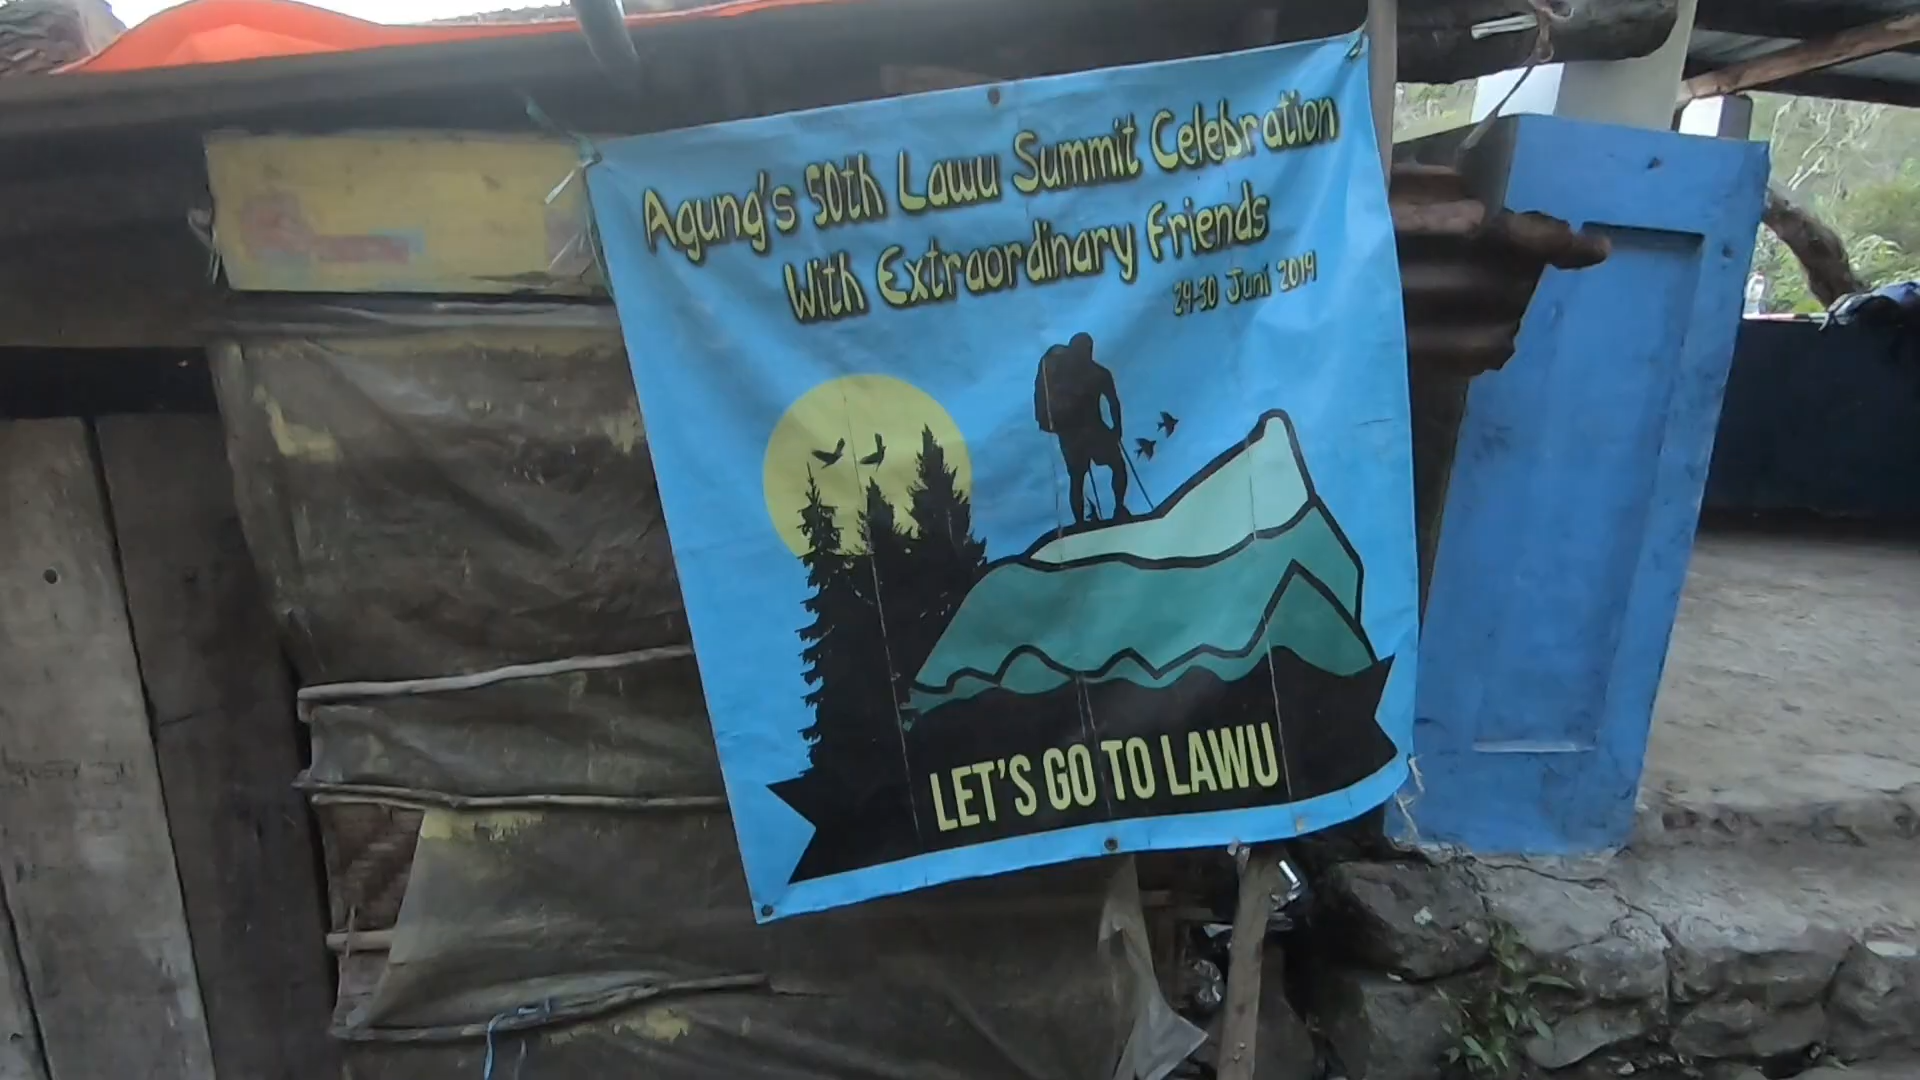 Agung's 50th Lawu Summit Celebration
With Extraordinary Friends
29-30 Juni 2019
LET'S GO TO LAWU